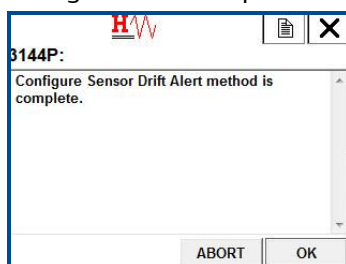 H
3144P:
Configure Sensor Drift Alert method is
complete.
ABORT OK